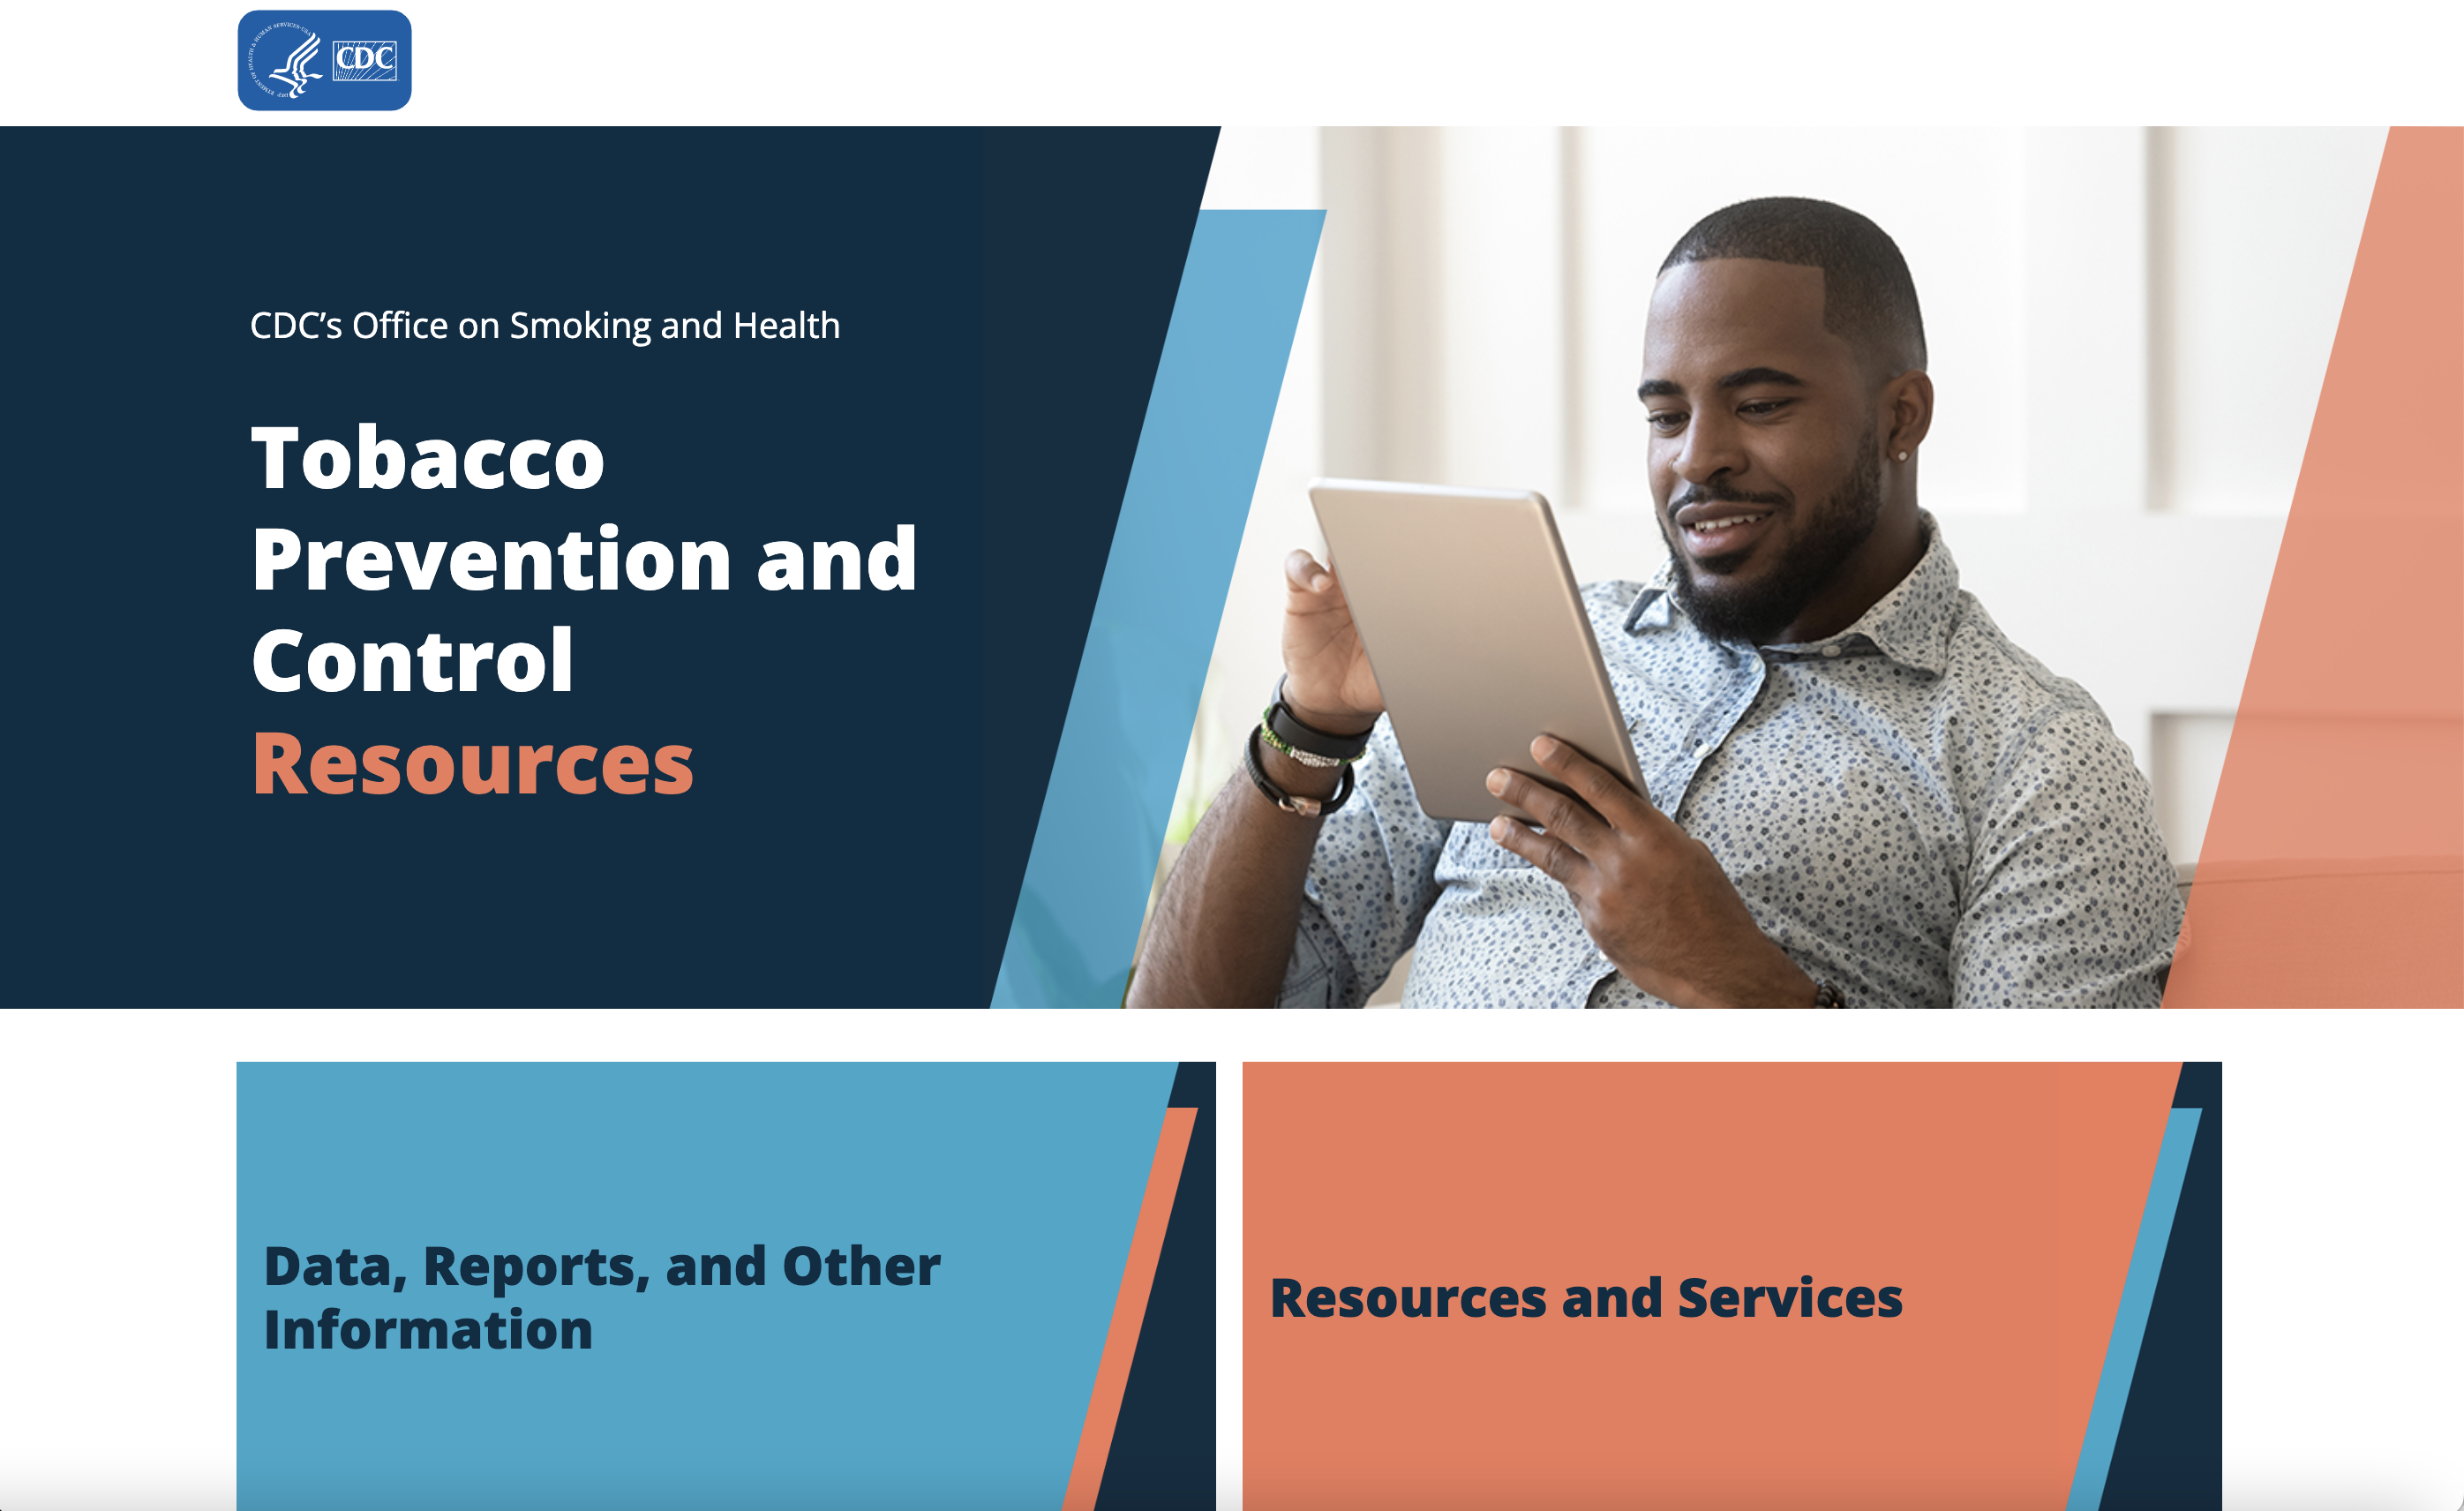 CDC
CDC’s Office on Smoking and Health
Tobacco
Prevention and
Control
Resources
Data, Reports, and Other
Information
Resources and Services